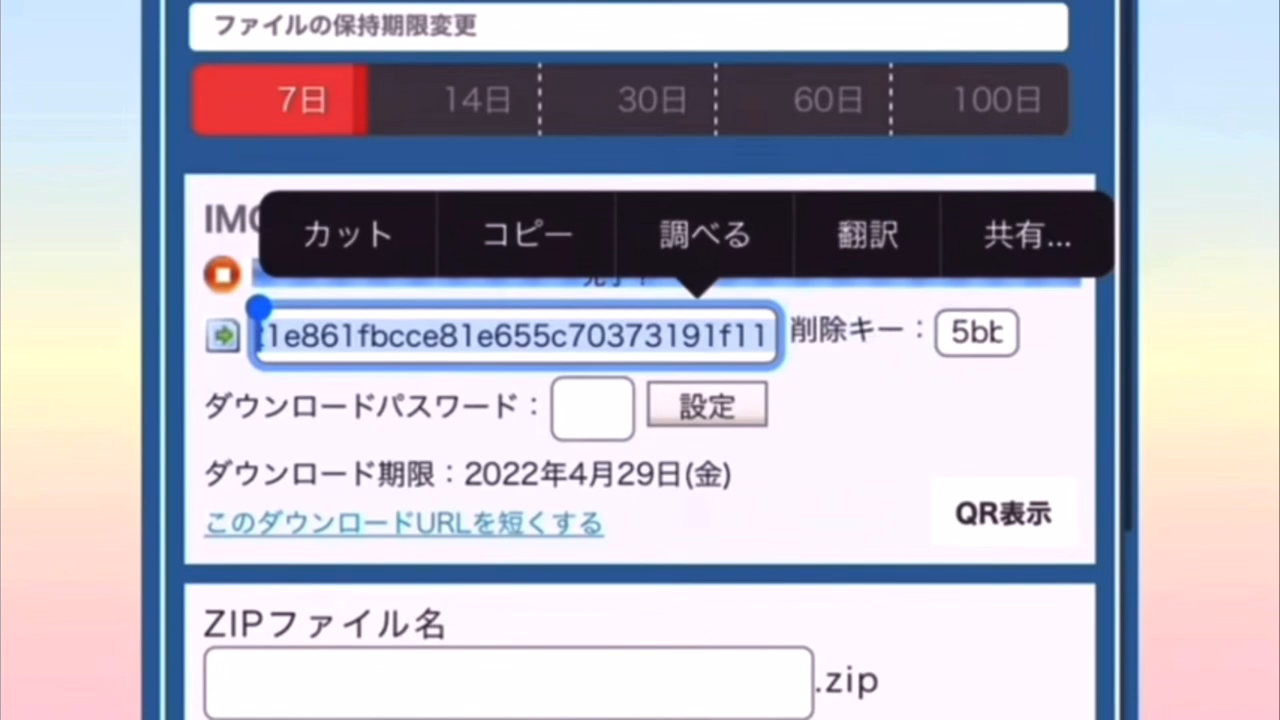 ファイルの保持期限変更
7日 14日 30日 60日 100日
カット コピー 調べる 翻訳 共有...
1e861fbcce81e655c70373191f11 削除キー:
ダウンロードパスワード: 設定
ダウンロード期限:2022年4月29日(金)
このダウンロードURLを短くする
QR表示
ZIPファイル名
.zip